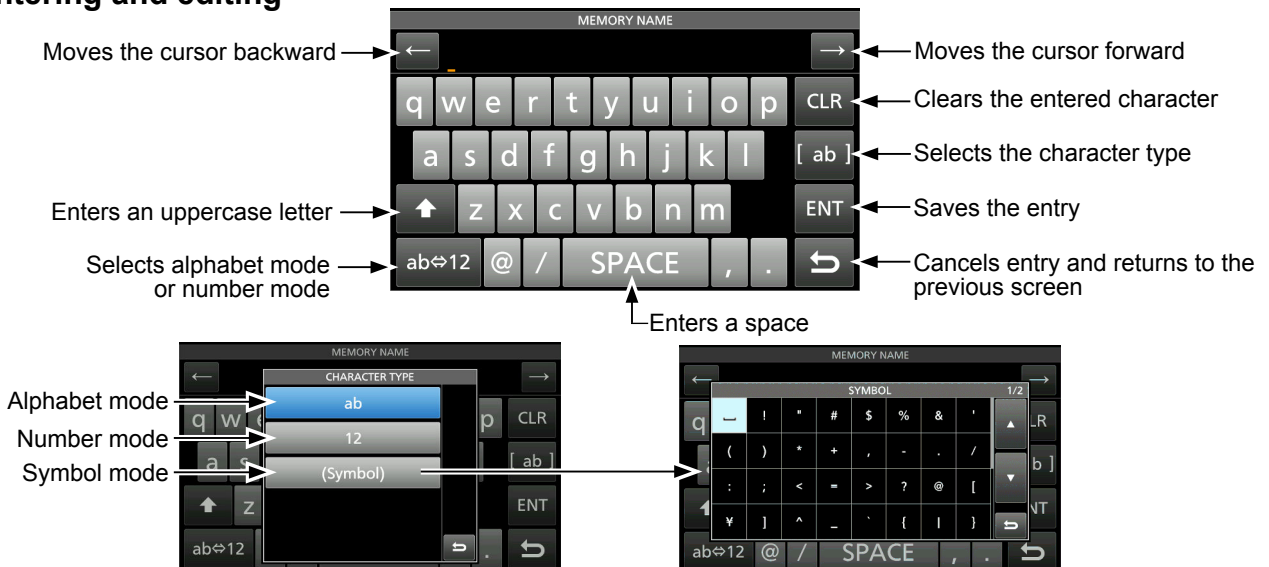 ntering and editing
MEMORY NAME
Moves the cursor backward
←
→
Moves the cursor forward
q w e r t y u i o p CLR
Clears the entered character
a s d f g h j k l [ ab ]
Selects the character type
Enters an uppercase letter
z x c v b n m ENT
Saves the entry
Selects alphabet mode
or number mode
ab⇔12 @ / SPACE , .
Cancels entry and returns to the
previous screen
Enters a space
MEMORY NAME
← →
CHARACTER TYPE
Alphabet mode
ab
q w e p CLR
Number mode
12
a s [ ab ]
Symbol mode
(Symbol)
z ENT
ab⇔12 .
MEMORY NAME
← →
SYMBOL 1/2
␣ ! " # $ % & '
q LR
( ) * + , - . /
b ]
: ; < = > ? @ [
NT
¥ ] ^ _ ` { | }
ab⇔12 @ / SPACE , .